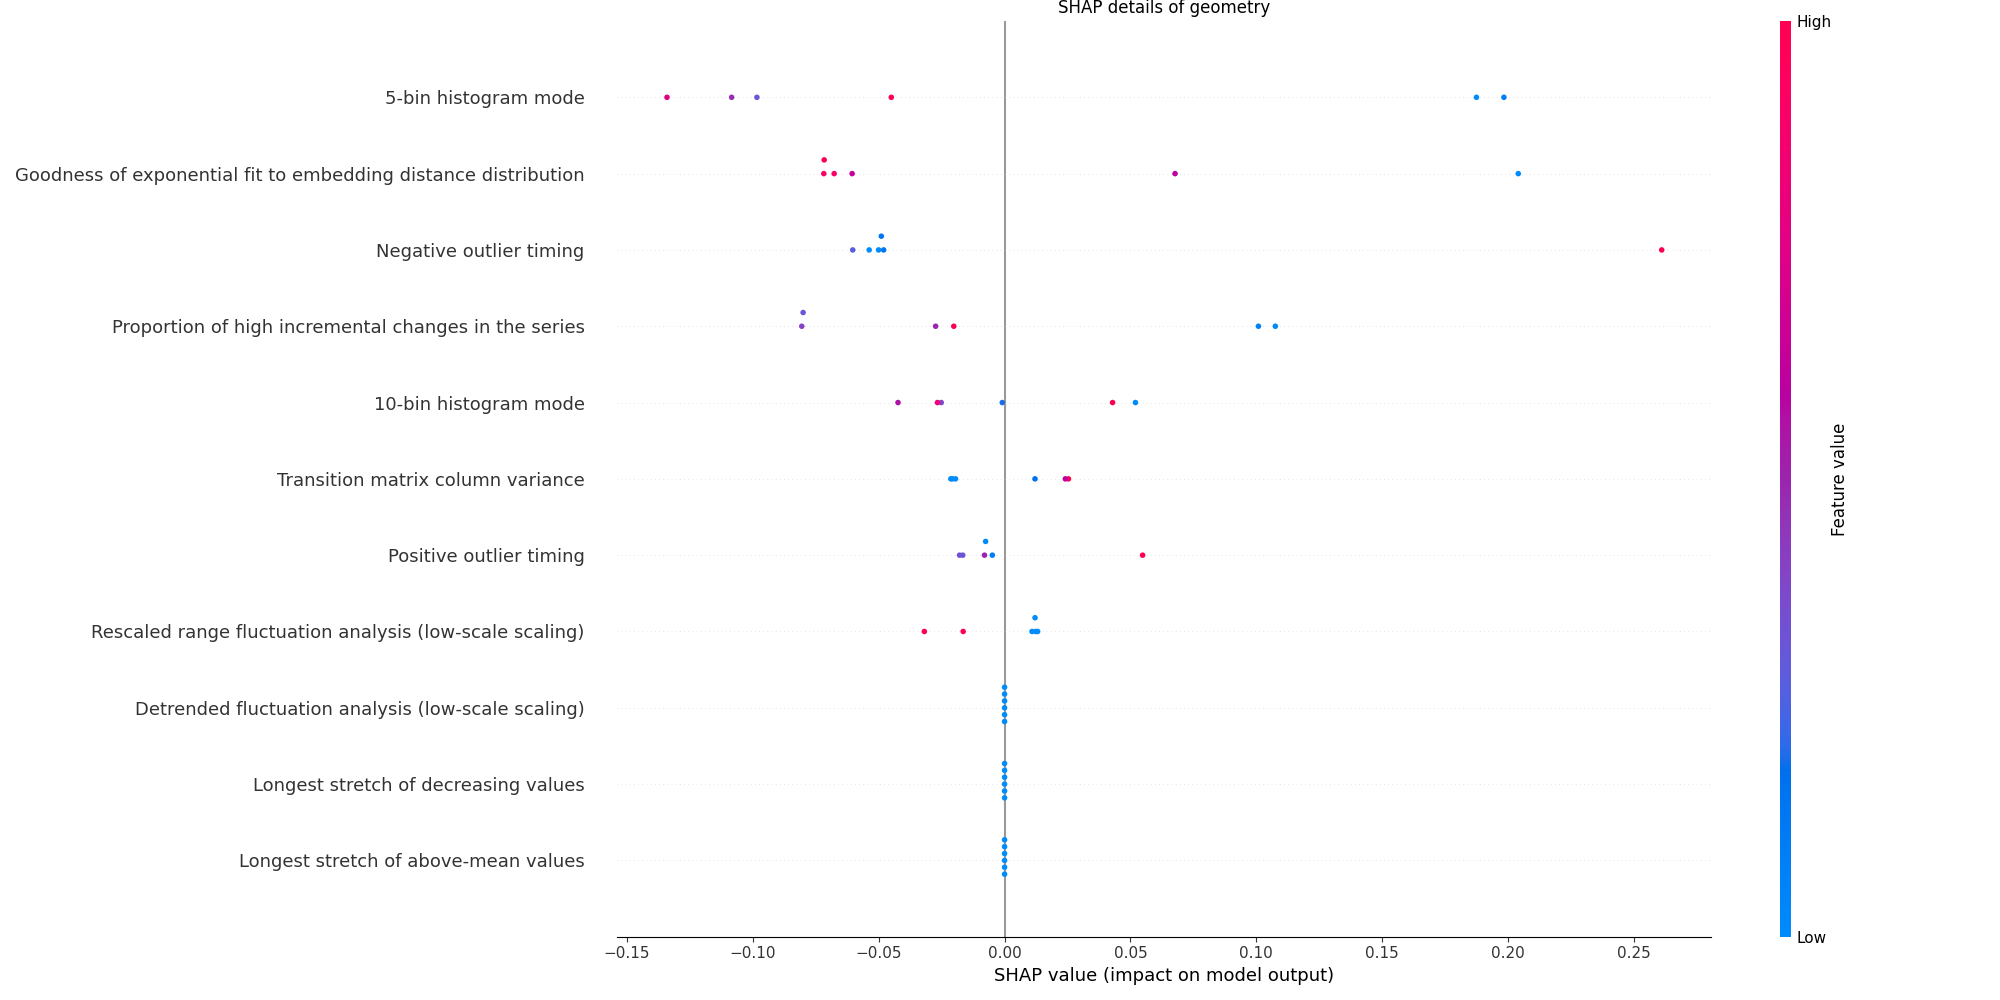 SHAP details of geometry
High
5-bin histogram mode
Goodness of exponential fit to embedding distance distribution
Negative outlier timing
Proportion of high incremental changes in the series
10-bin histogram mode
Transition matrix column variance
Positive outlier timing
Rescaled range fluctuation analysis (low-scale scaling)
Detrended fluctuation analysis (low-scale scaling)
Longest stretch of decreasing values
Longest stretch of above-mean values
Feature value
Low
−0.15 −0.10 −0.05 0.00 0.05 0.10 0.15 0.20 0.25
SHAP value (impact on model output)